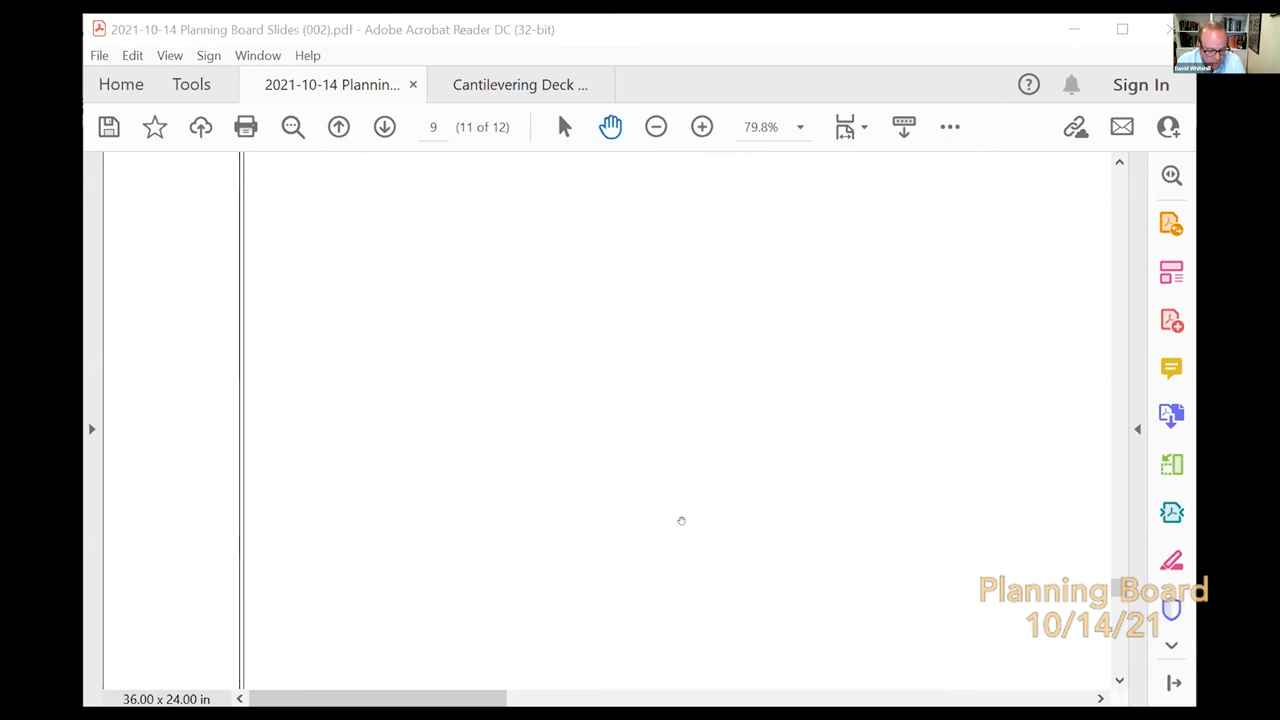 2021-10-14 Planning Board Slides (002).pdf - Adobe Acrobat Reader DC (32-bit)
David Whitehill
File Edit View Sign Window Help
Home Tools 2021-10-14 Plannin... × Cantilevering Deck ... Sign In
9 (11 of 12) 79.8%
Planning Board
10/14/21
36.00 x 24.00 in